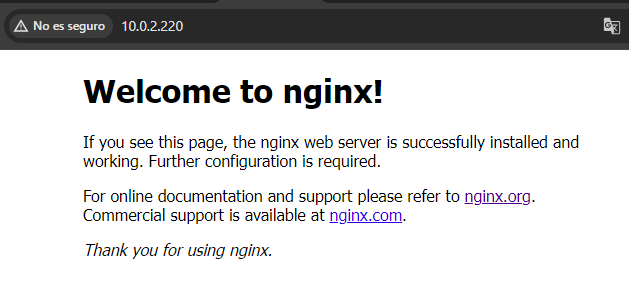 No es seguro 10.0.2.220
Welcome to nginx!
If you see this page, the nginx web server is successfully installed and
working. Further configuration is required.
For online documentation and support please refer to nginx.org.
Commercial support is available at nginx.com.
Thank you for using nginx.